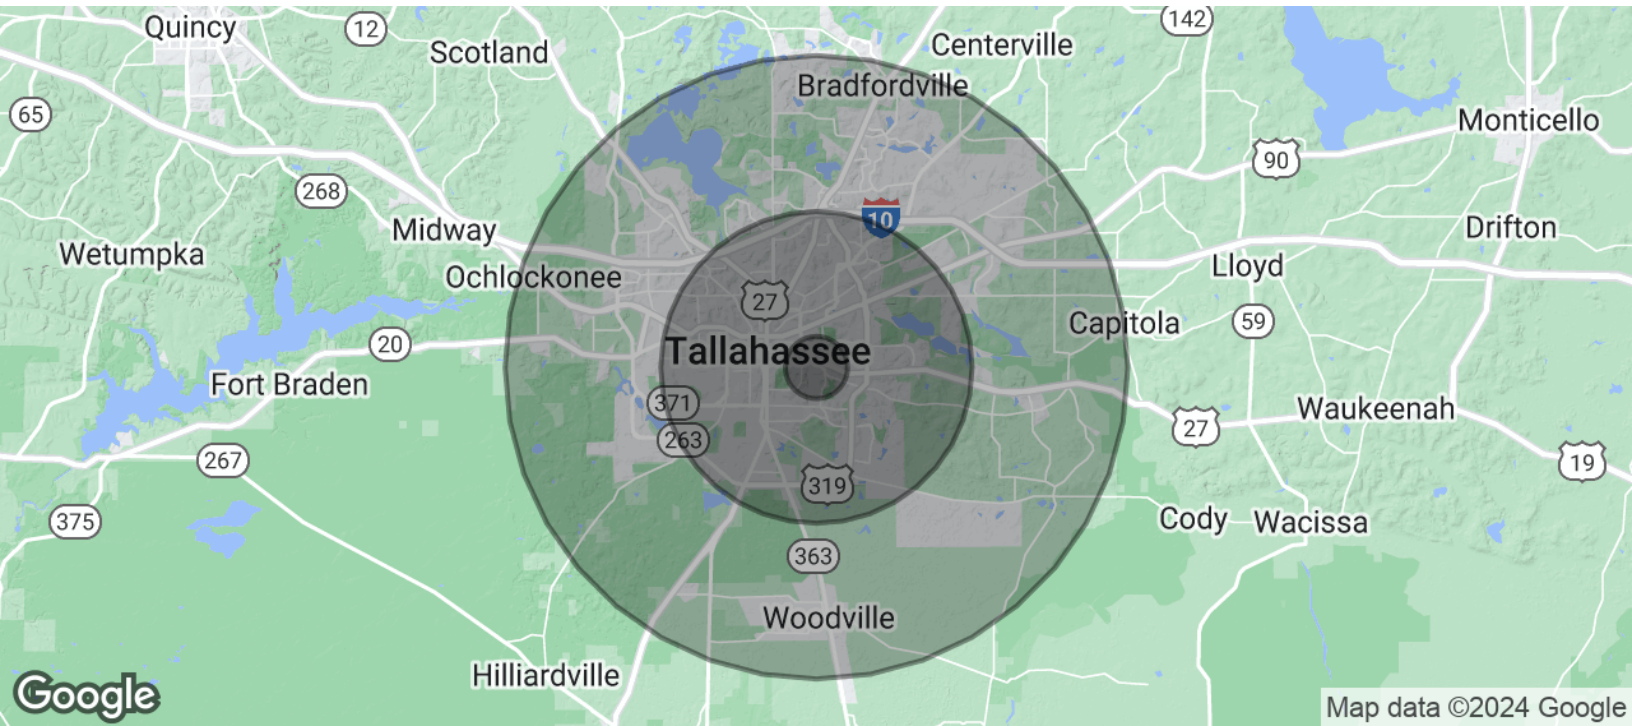 Quincy
12
Scotland
Centerville
142
Bradfordville
65
Monticello
90
268
Midway
10
Drifton
Wetumpka
Ochlockonee
Lloyd
27
59
Capitola
20
Tallahassee
Fort Braden
371
Waukeenah
27
263
267
19
319
375
Cody
Wacissa
363
Woodville
Hilliardville
Google
Map data ©2024 Google